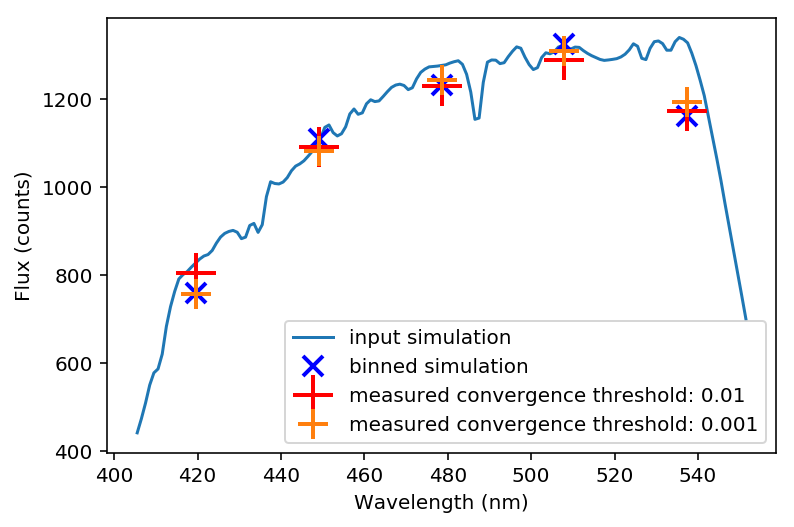 Flux (counts)
1200
1000
800
600
400
input simulation
binned simulation
measured convergence threshold: 0.01
measured convergence threshold: 0.001
400 420 440 460 480 500 520 540
Wavelength (nm)